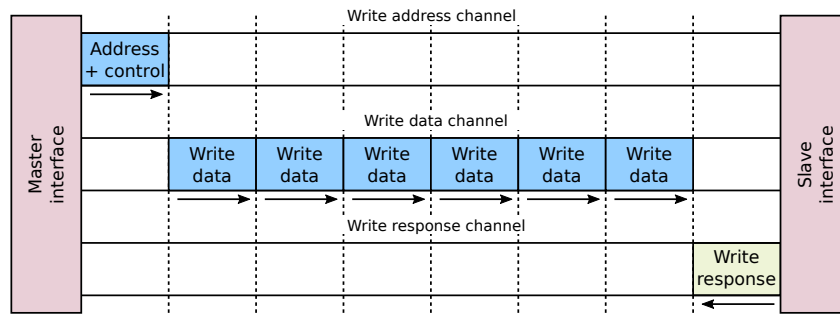 Write address channel
Address
+ control
Write data channel
Write
data
Write
data
Write
data
Write
data
Write
data
Write
data
Master
interface
Slave
interface
Write response channel
Write
response